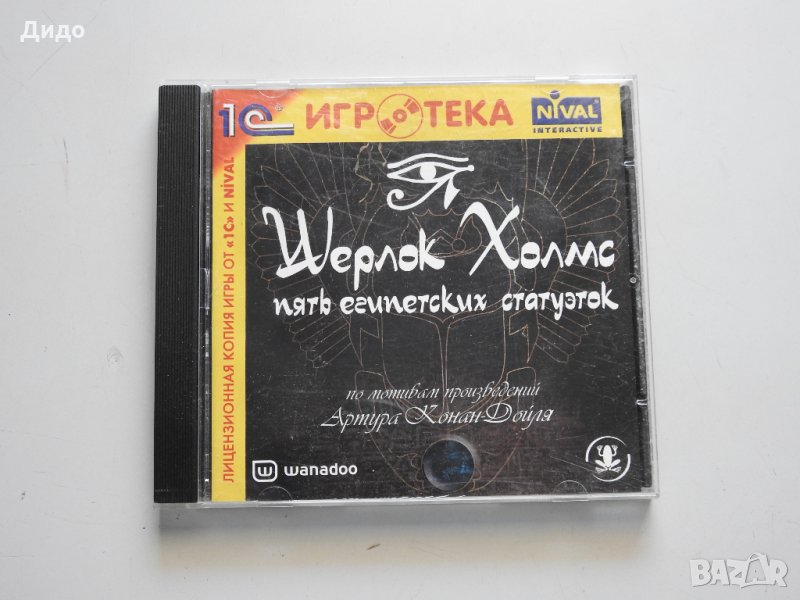 Дидо
1С ИГРОТЕКА NIVAL
INTERACTIVE
ЛИЦЕНЗИОННАЯ КОПИЯ ИГРЫ ОТ «1С» И NIVAL
Шерлок Холмс
пять египетских статуэток
по мотивам произведений
Артура Конан-Дойля
w wanadoo
BAZAR